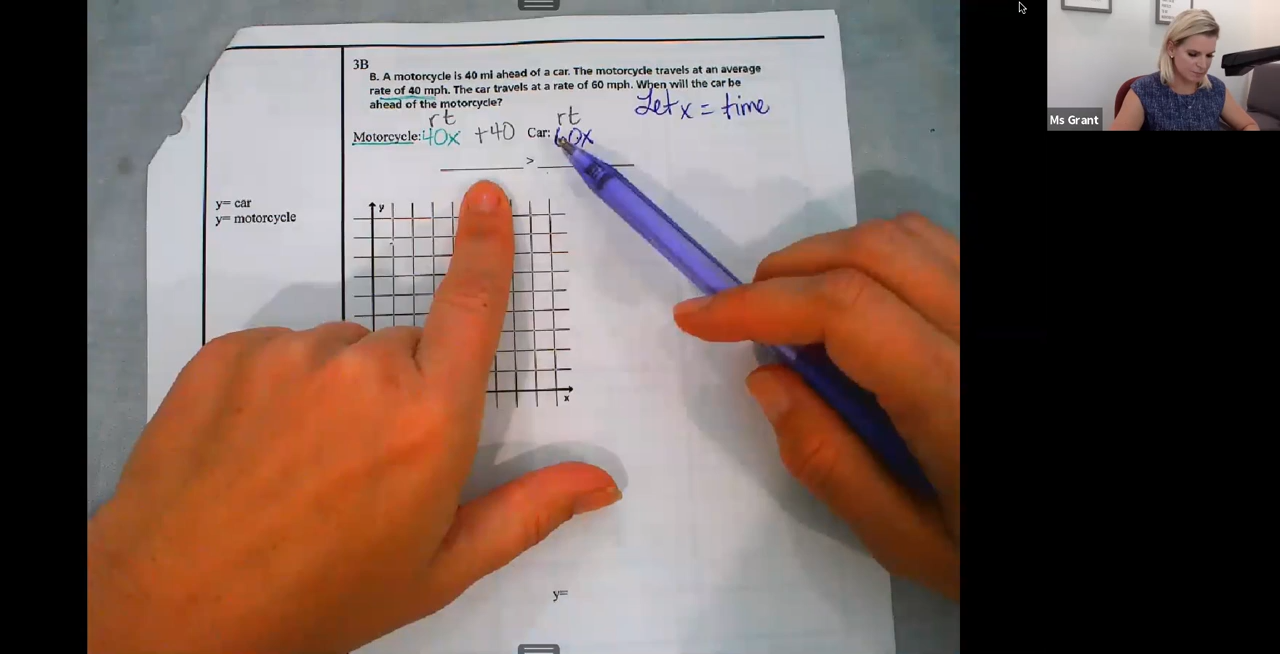 3B
B. A motorcycle is 40 mi ahead of a car. The motorcycle travels at an average
rate of 40 mph. The car travels at a rate of 60 mph. When will the car be
ahead of the motorcycle?
Let x = time
rt rt
Motorcycle: 40x +40 Car: 60x
>
y= car
y= motorcycle
y
x
y=
Ms Grant